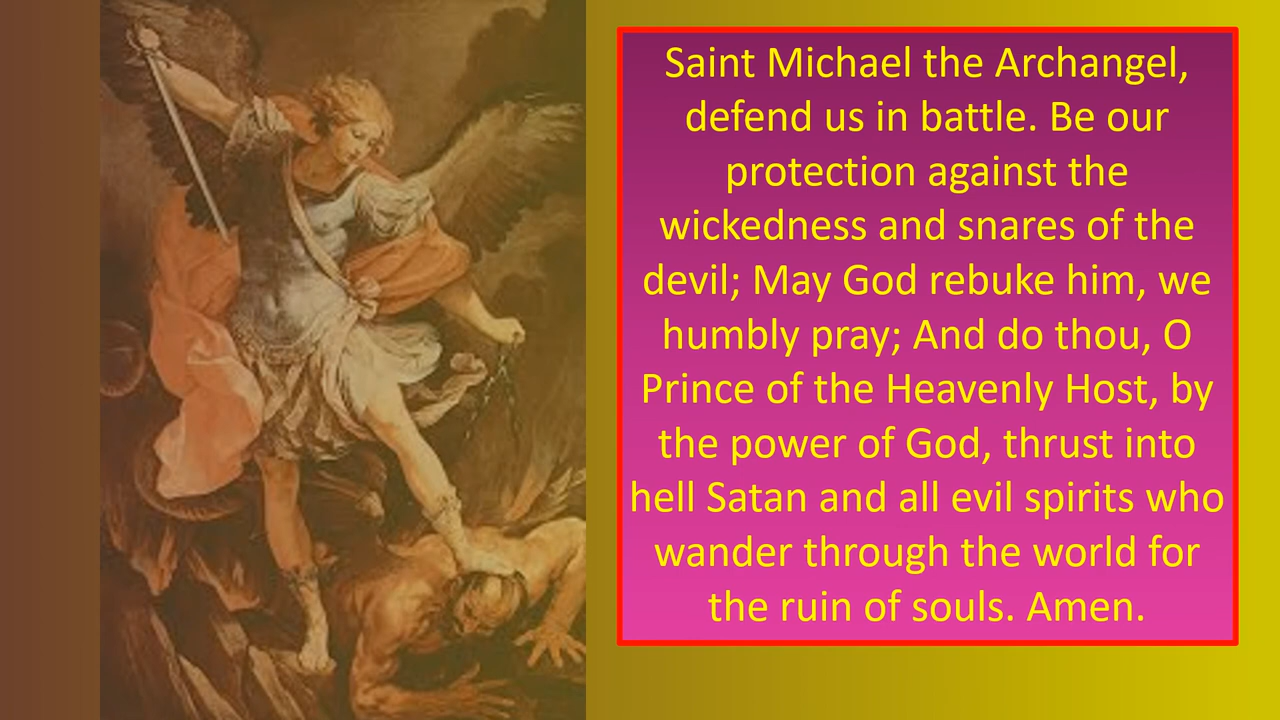 Saint Michael the Archangel,
defend us in battle. Be our
protection against the
wickedness and snares of the
devil; May God rebuke him, we
humbly pray; And do thou, O
Prince of the Heavenly Host, by
the power of God, thrust into
hell Satan and all evil spirits who
wander through the world for
the ruin of souls. Amen.